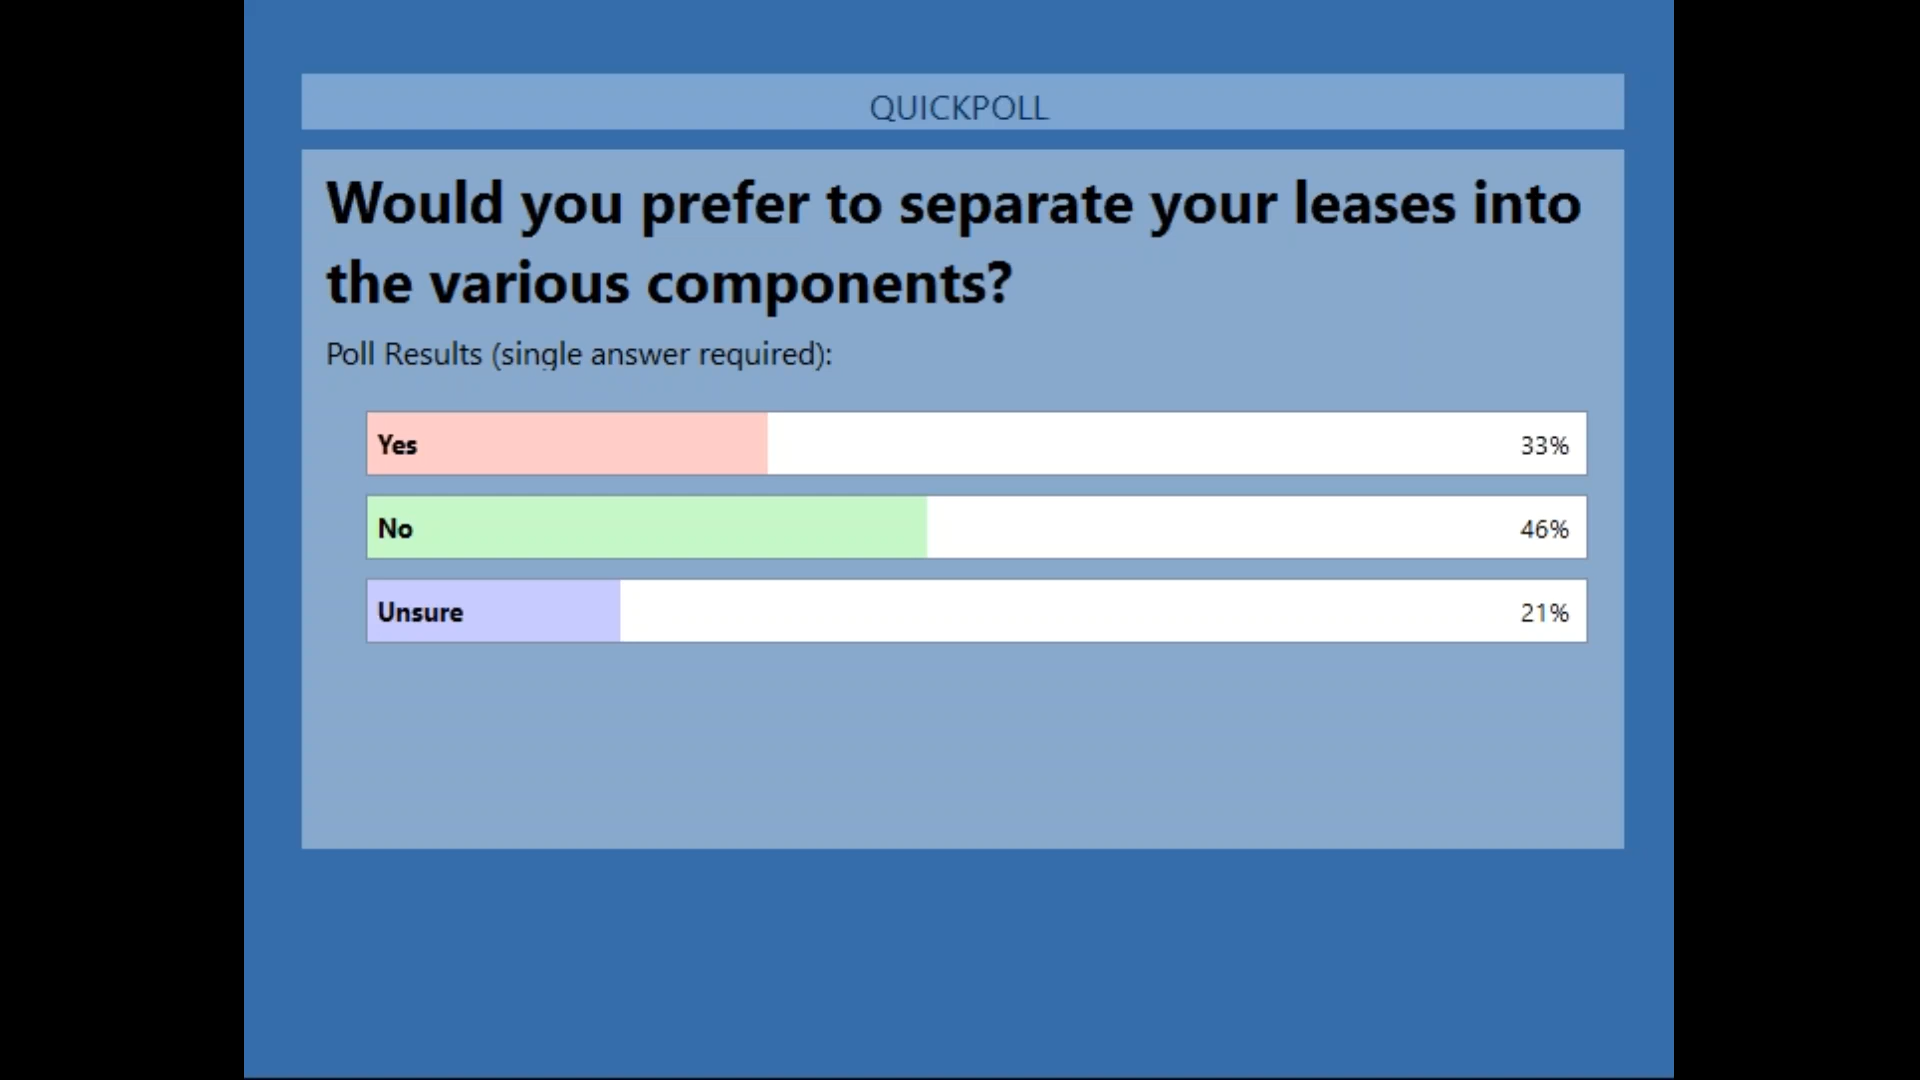 QUICKPOLL
Would you prefer to separate your leases into
the various components?
Poll Results (single answer required):
Yes 33%
No 46%
Unsure 21%